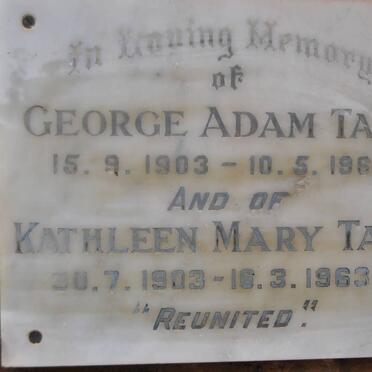 In Loving Memory
of
GEORGE ADAM TA
15.9.1903 - 10.5.196
AND OF
KATHLEEN MARY TA
30.7.1903 - 16.3.1963
"REUNITED."